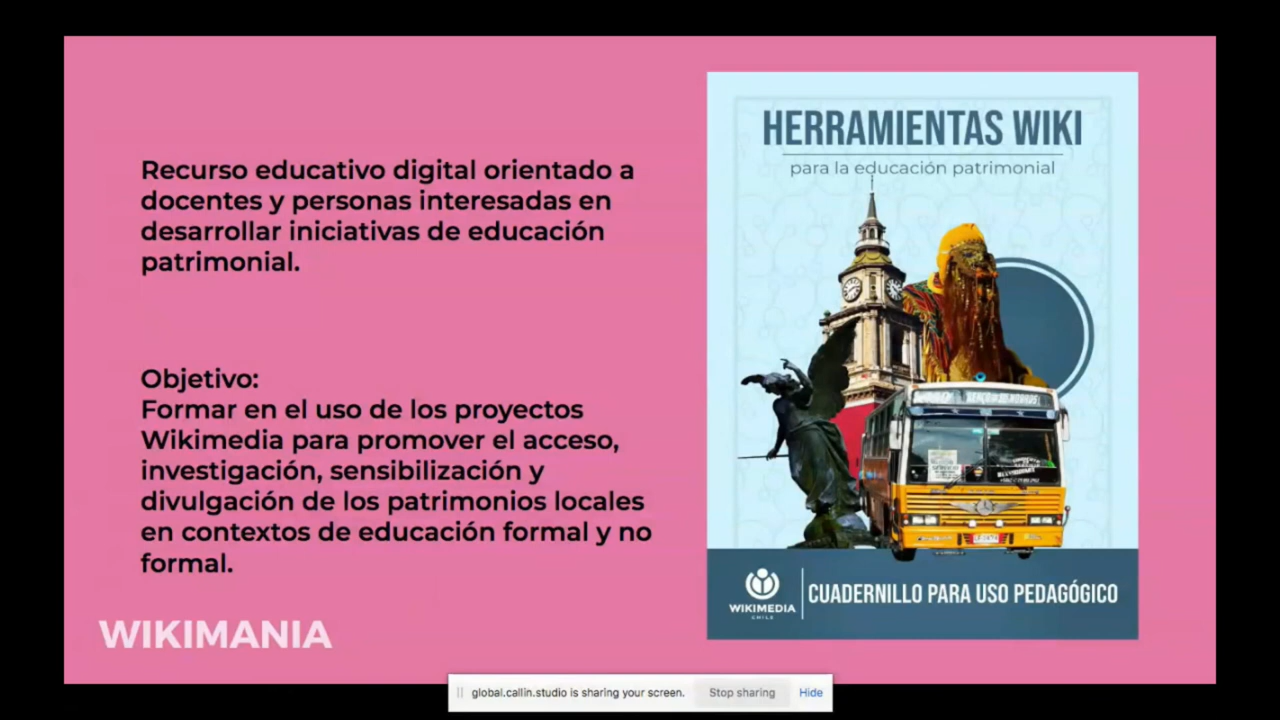 Recurso educativo digital orientado a
docentes y personas interesadas en
desarrollar iniciativas de educación
patrimonial.
Objetivo:
Formar en el uso de los proyectos
Wikimedia para promover el acceso,
investigación, sensibilización y
divulgación de los patrimonios locales
en contextos de educación formal y no
formal.
WIKIMANIA
HERRAMIENTAS WIKI
para la educación patrimonial
WIKIMEDIA
CHILE
CUADERNILLO PARA USO PEDAGÓGICO
global.callin.studio is sharing your screen.
Stop sharing
Hide